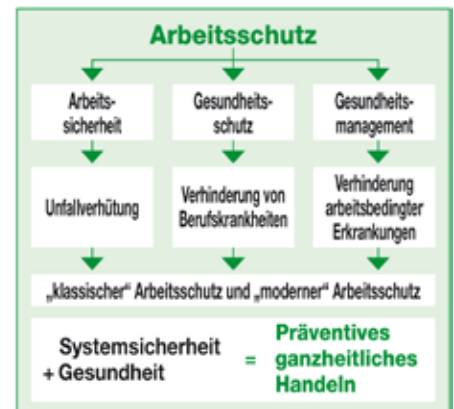 Arbeitsschutz
Arbeits-
sicherheit
Gesundheits-
schutz
Gesundheits-
management
Unfallverhütung
Verhinderung von
Berufskrankheiten
Verhinderung
arbeitsbedingter
Erkrankungen
„klassischer“ Arbeitsschutz und „moderner“ Arbeitsschutz
Systemsicherheit
+ Gesundheit
=
Präventives
ganzheitliches
Handeln